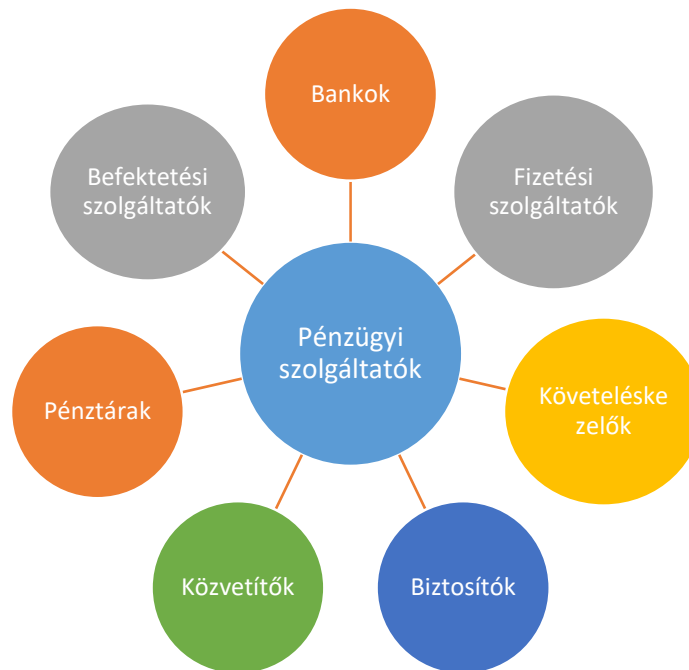 Bankok
Fizetési
szolgáltatók
Követeléske
zelők
Biztosítók
Közvetítők
Pénztárak
Befektetési
szolgáltatók
Pénzügyi
szolgáltatók